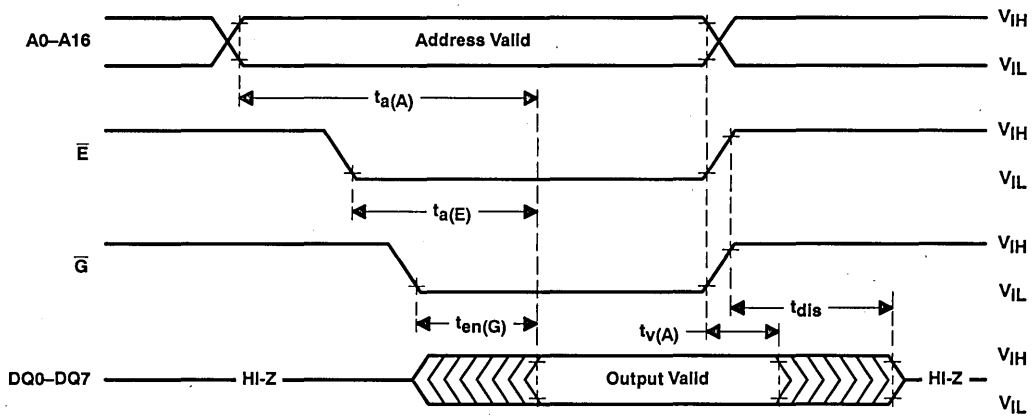 A0–A16 Address Valid VIH
VIL
ta(A)
E VIH
VIL
ta(E)
G VIH
VIL
ten(G) tv(A) tdis
DQ0–DQ7 HI-Z Output Valid HI-Z VIH
VIL